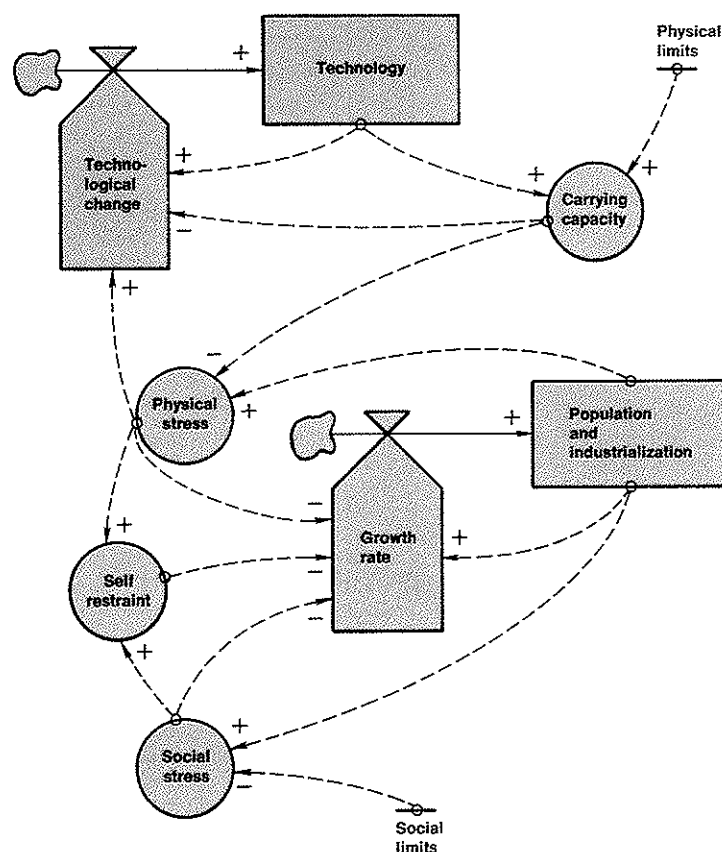 Physical
limits
+
Technology
Techno-
logical
change
+
+
+
Carrying
capacity
−
+
−
Physical
stress
+
+
Population
and
industrialization
−
+
Growth
rate
+
−
Self
restraint
−
+
+
Social
stress
−
Social
limits